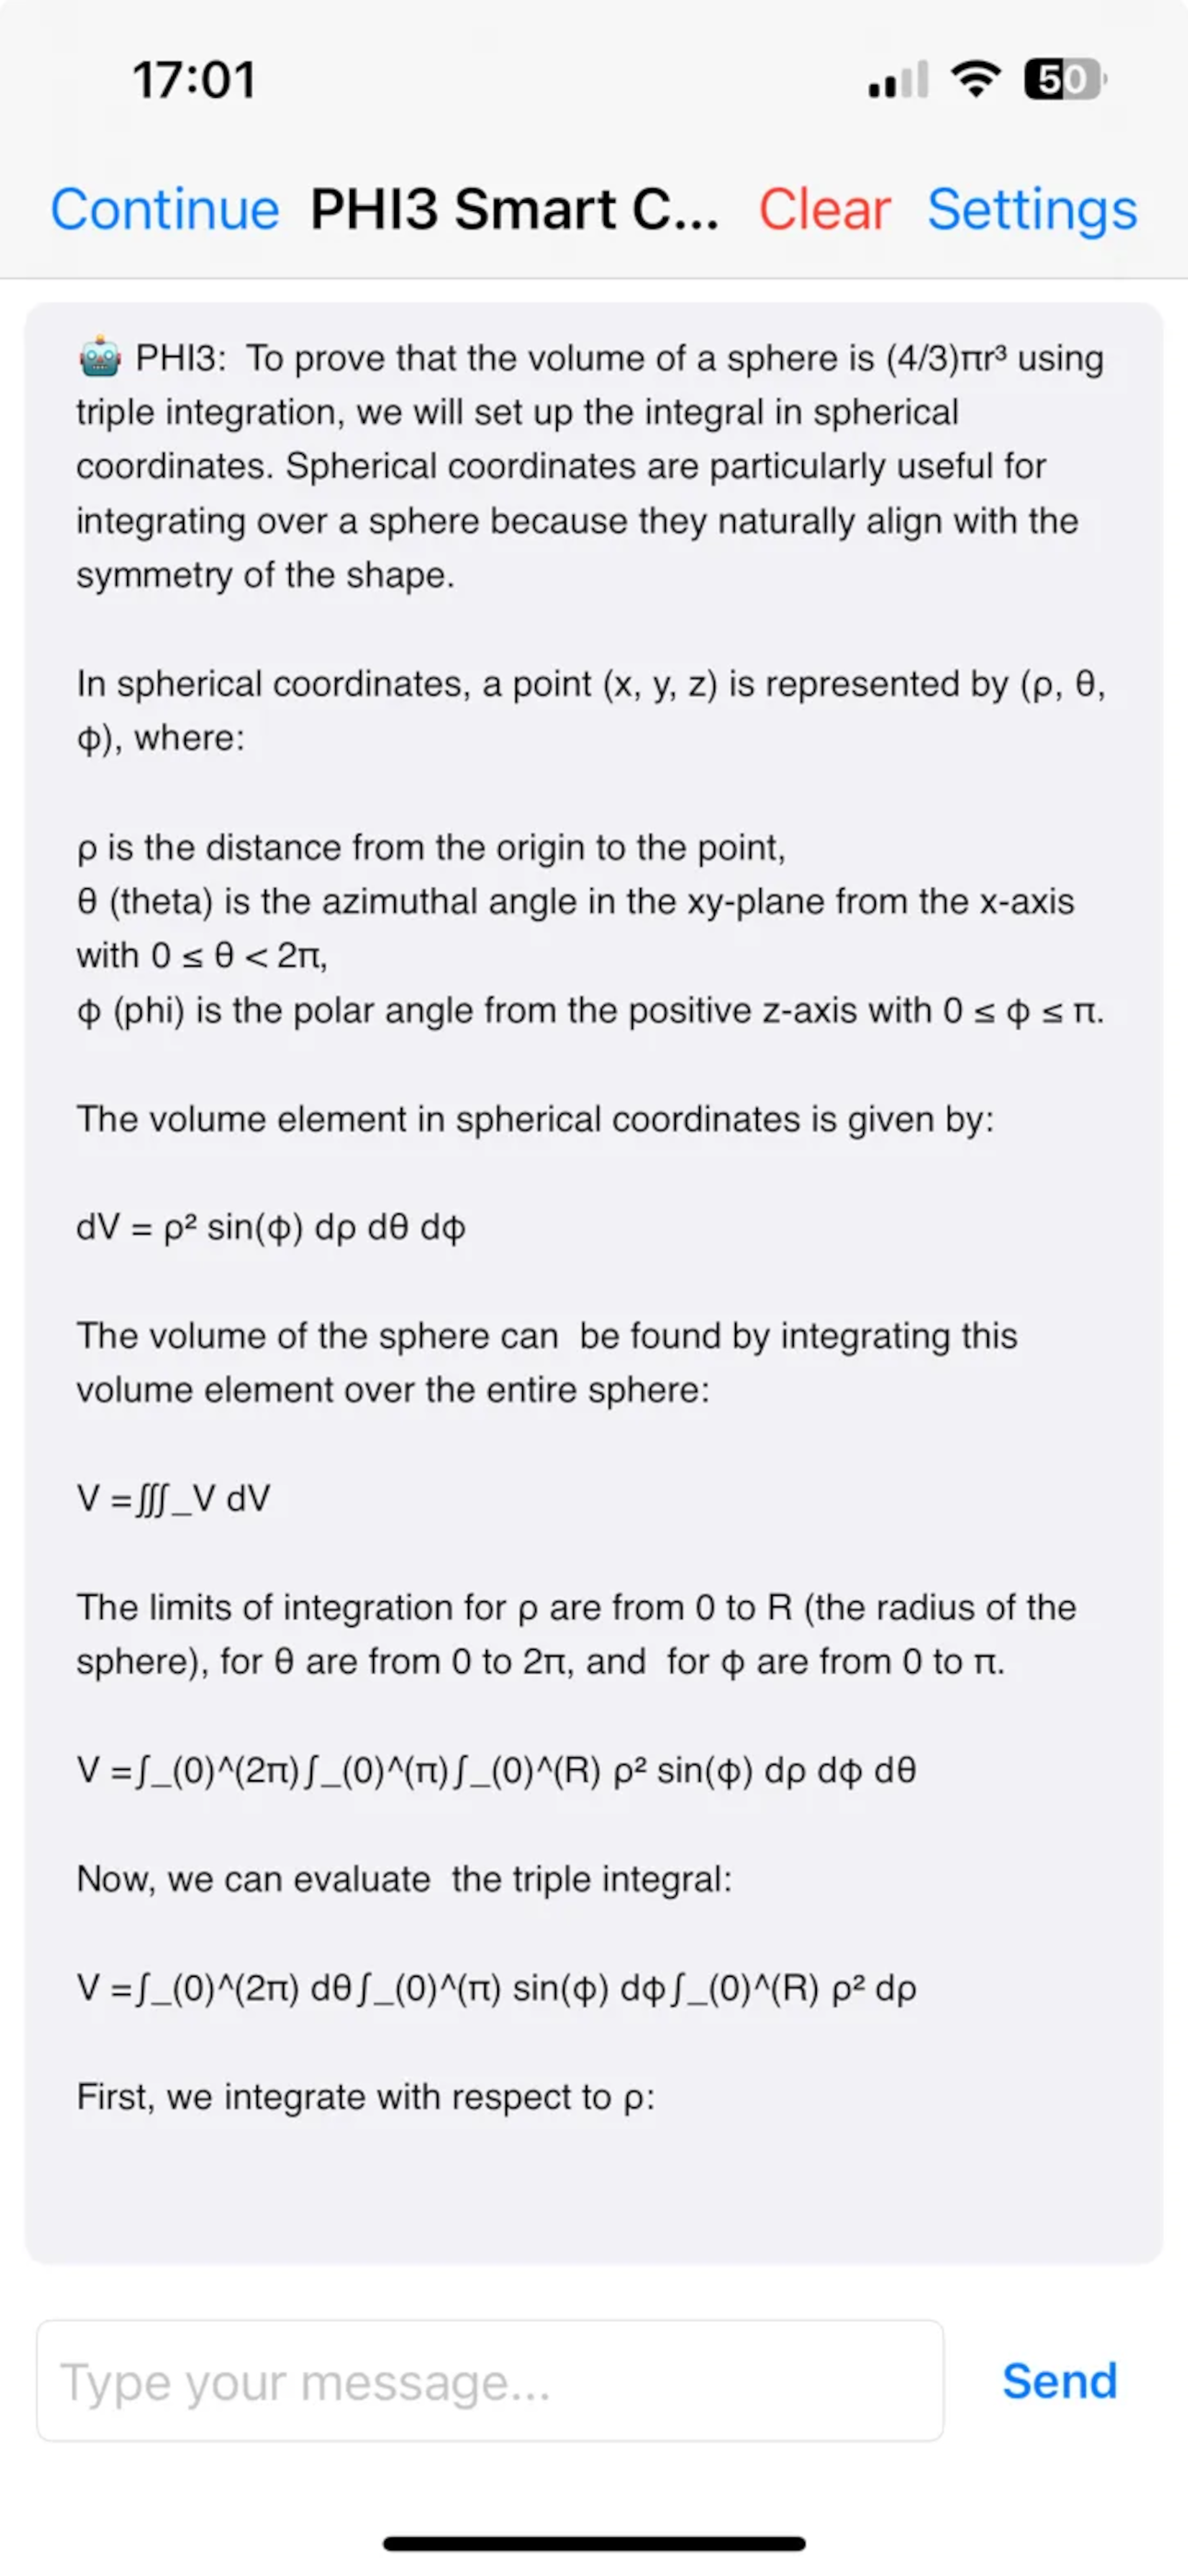 17:01
50
Continue PHI3 Smart C... Clear Settings
🤖 PHI3:  To prove that the volume of a sphere is (4/3)πr³ using
triple integration, we will set up the integral in spherical
coordinates. Spherical coordinates are particularly useful for
integrating over a sphere because they naturally align with the
symmetry of the shape.
In spherical coordinates, a point (x, y, z) is represented by (ρ, θ,
φ), where:
ρ is the distance from the origin to the point,
θ (theta) is the azimuthal angle in the xy-plane from the x-axis
with 0 ≤ θ < 2π,
φ (phi) is the polar angle from the positive z-axis with 0 ≤ φ ≤ π.
The volume element in spherical coordinates is given by:
dV = ρ² sin(φ) dρ dθ dφ
The volume of the sphere can  be found by integrating this
volume element over the entire sphere:
V =∭_V dV
The limits of integration for ρ are from 0 to R (the radius of the
sphere), for θ are from 0 to 2π, and  for φ are from 0 to π.
V =∫_(0)^(2π)∫_(0)^(π)∫_(0)^(R) ρ² sin(φ) dρ dφ dθ
Now, we can evaluate  the triple integral:
V =∫_(0)^(2π) dθ∫_(0)^(π) sin(φ) dφ∫_(0)^(R) ρ² dρ
First, we integrate with respect to ρ:
Type your message...
Send